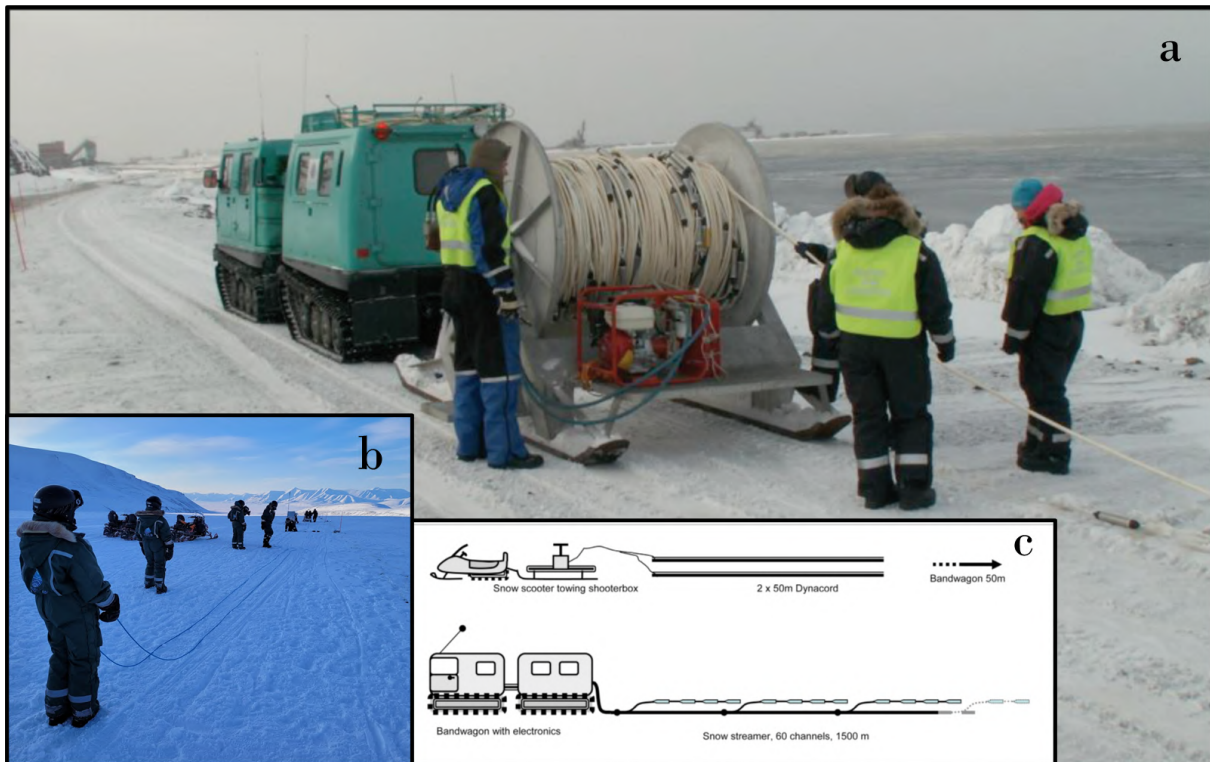 a
b
c
Snow scooter towing shooterbox
2 x 50m Dynacord
Bandwagon 50m
Bandwagon with electronics
Snow streamer, 60 channels, 1500 m